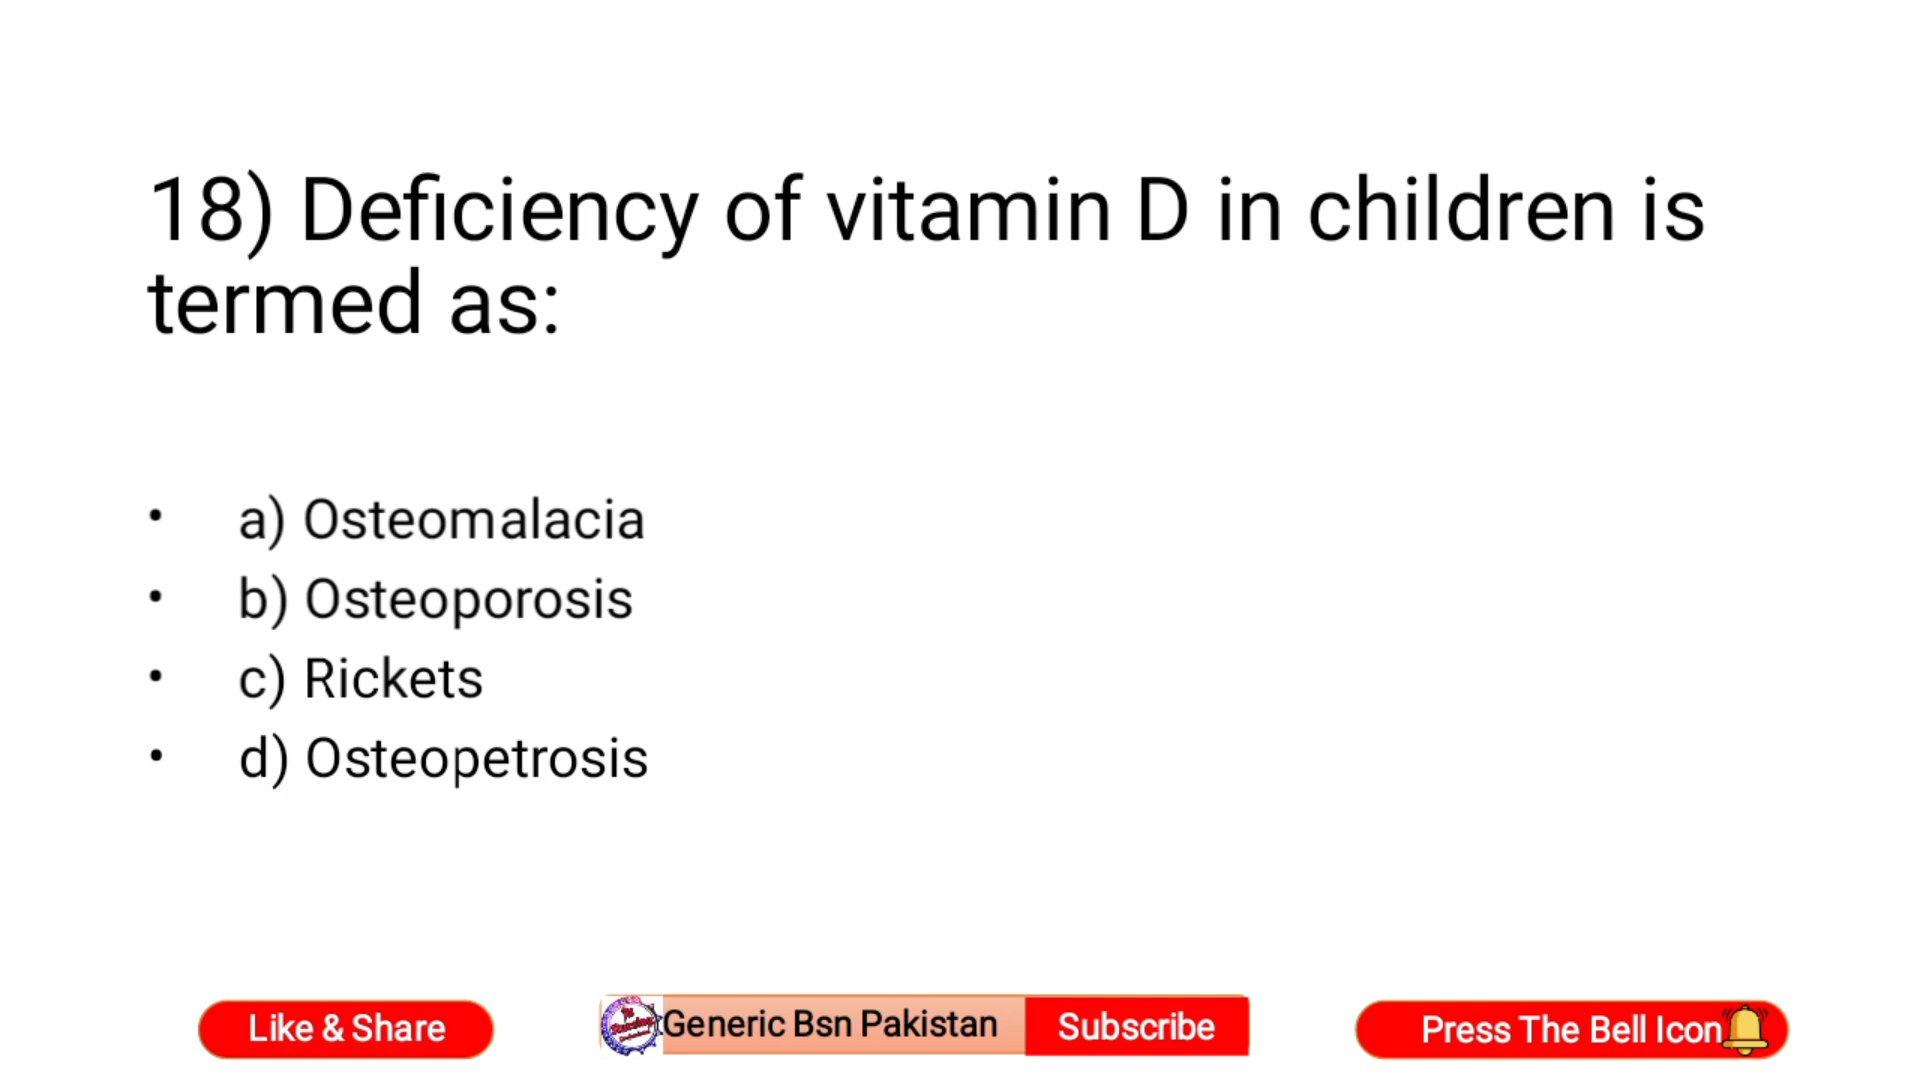 18) Deficiency of vitamin D in children is
termed as:
• a) Osteomalacia
• b) Osteoporosis
• c) Rickets
• d) Osteopetrosis
Like & Share
Generic Bsn Pakistan
Subscribe
Press The Bell Icon